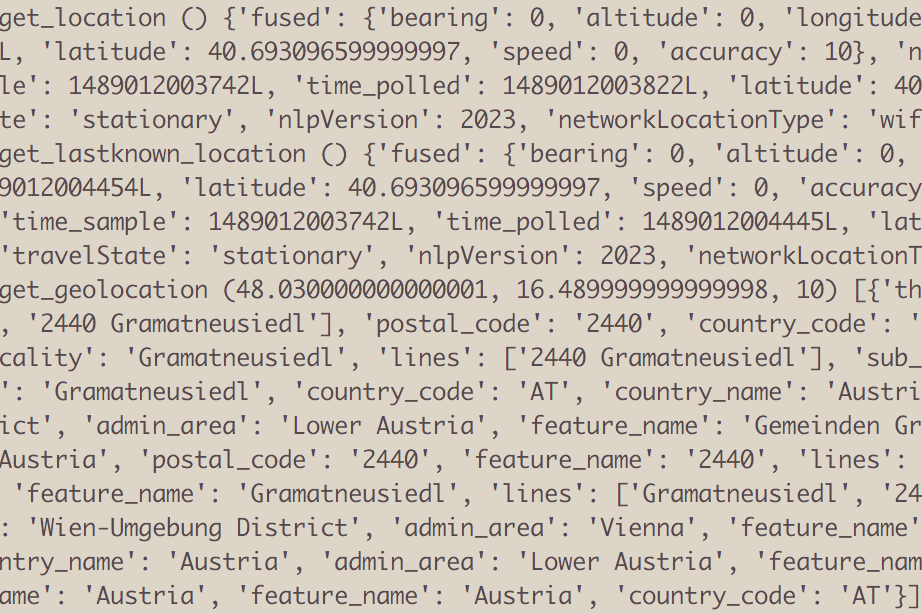 get_location () {'fused': {'bearing': 0, 'altitude': 0, 'longitude
L, 'latitude': 40.693096599999997, 'speed': 0, 'accuracy': 10}, 'n
le': 1489012003742L, 'time_polled': 1489012003822L, 'latitude': 40
te': 'stationary', 'nlpVersion': 2023, 'networkLocationType': 'wif
get_lastknown_location () {'fused': {'bearing': 0, 'altitude': 0,
9012004454L, 'latitude': 40.693096599999997, 'speed': 0, 'accuracy
'time_sample': 1489012003742L, 'time_polled': 1489012004445L, 'lat
'travelState': 'stationary', 'nlpVersion': 2023, 'networkLocationT
get_geolocation (48.030000000000001, 16.489999999999998, 10) [{'th
, '2440 Gramatneusiedl'], 'postal_code': '2440', 'country_code': '
cality': 'Gramatneusiedl', 'lines': ['2440 Gramatneusiedl'], 'sub_
': 'Gramatneusiedl', 'country_code': 'AT', 'country_name': 'Austri
ict', 'admin_area': 'Lower Austria', 'feature_name': 'Gemeinden Gr
Austria', 'postal_code': '2440', 'feature_name': '2440', 'lines':
'feature_name': 'Gramatneusiedl', 'lines': ['Gramatneusiedl', '24
: 'Wien-Umgebung District', 'admin_area': 'Vienna', 'feature_name'
ntry_name': 'Austria', 'admin_area': 'Lower Austria', 'feature_nam
ame': 'Austria', 'feature_name': 'Austria', 'country_code': 'AT'}]